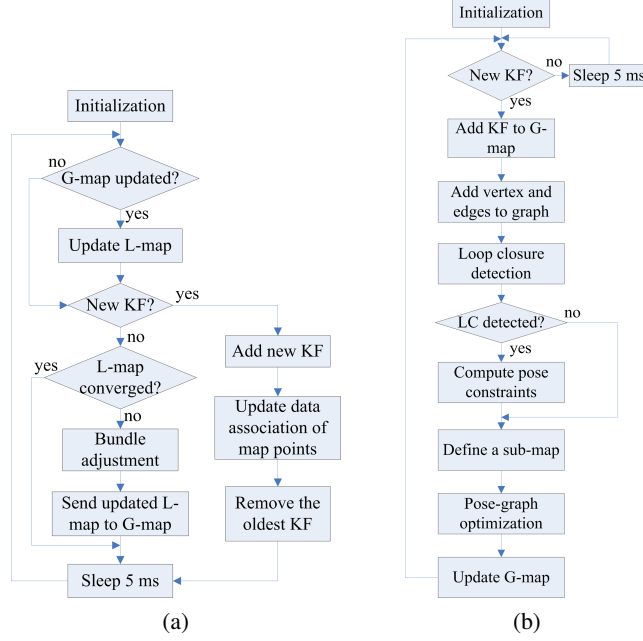 Initialization
no
G-map updated?
yes
Update L-map
New KF?
yes
no
yes
L-map
converged?
no
Bundle
adjustment
Send updated L-
map to G-map
Sleep 5 ms
Add new KF
Update data
association of
map points
Remove the
oldest KF
(a)
Initialization
New KF?
no
Sleep 5 ms
yes
Add KF to G-
map
Add vertex and
edges to graph
Loop closure
detection
LC detected?
no
yes
Compute pose
constraints
Define a sub-map
Pose-graph
optimization
Update G-map
(b)